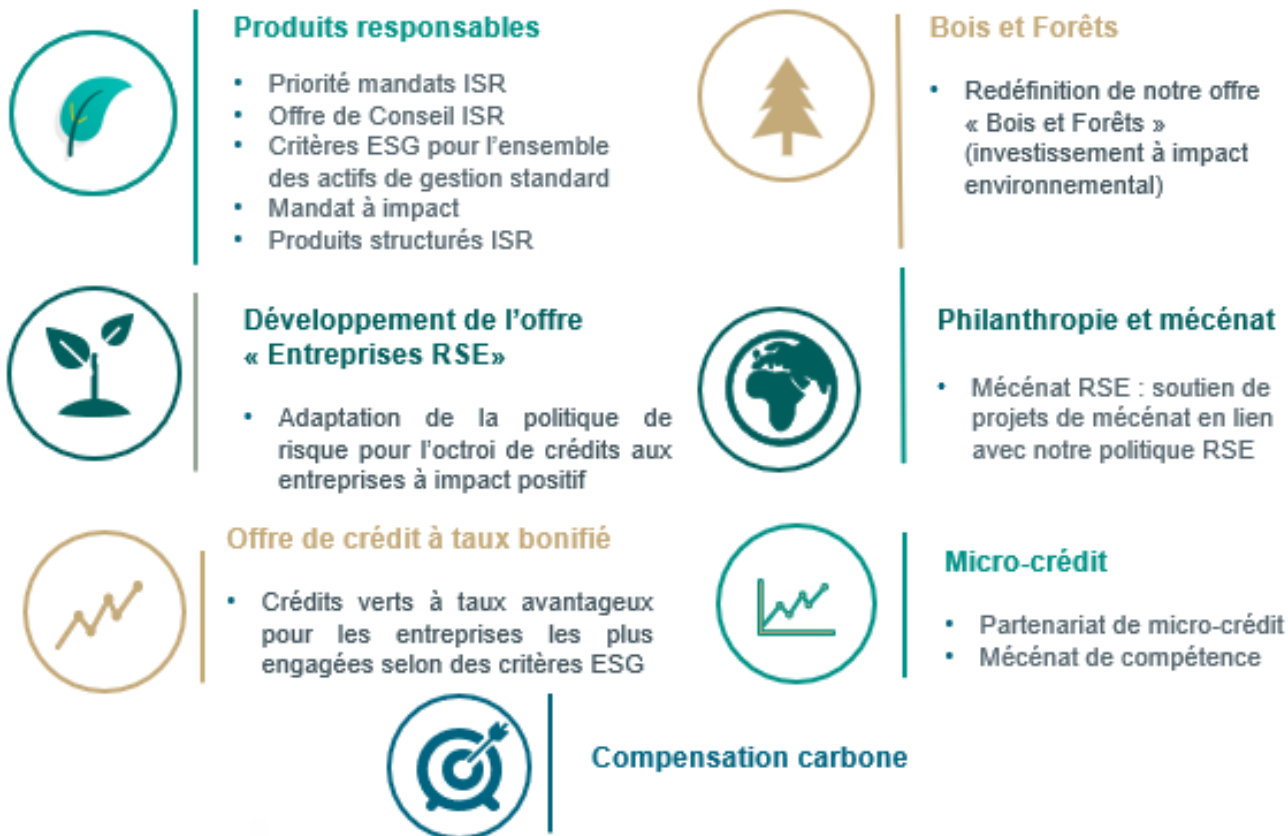 Produits responsables
• Priorité mandats ISR
• Offre de Conseil ISR
• Critères ESG pour l'ensemble
des actifs de gestion standard
• Mandat à impact
• Produits structurés ISR
Bois et Forêts
• Redéfinition de notre offre
« Bois et Forêts »
(investissement à impact
environnemental)
Développement de l'offre
« Entreprises RSE»
• Adaptation de la politique de
risque pour l'octroi de crédits aux
entreprises à impact positif
Philanthropie et mécénat
• Mécénat RSE : soutien de
projets de mécénat en lien
avec notre politique RSE
Offre de crédit à taux bonifié
• Crédits verts à taux avantageux
pour les entreprises les plus
engagées selon des critères ESG
Micro-crédit
• Partenariat de micro-crédit
• Mécénat de compétence
Compensation carbone